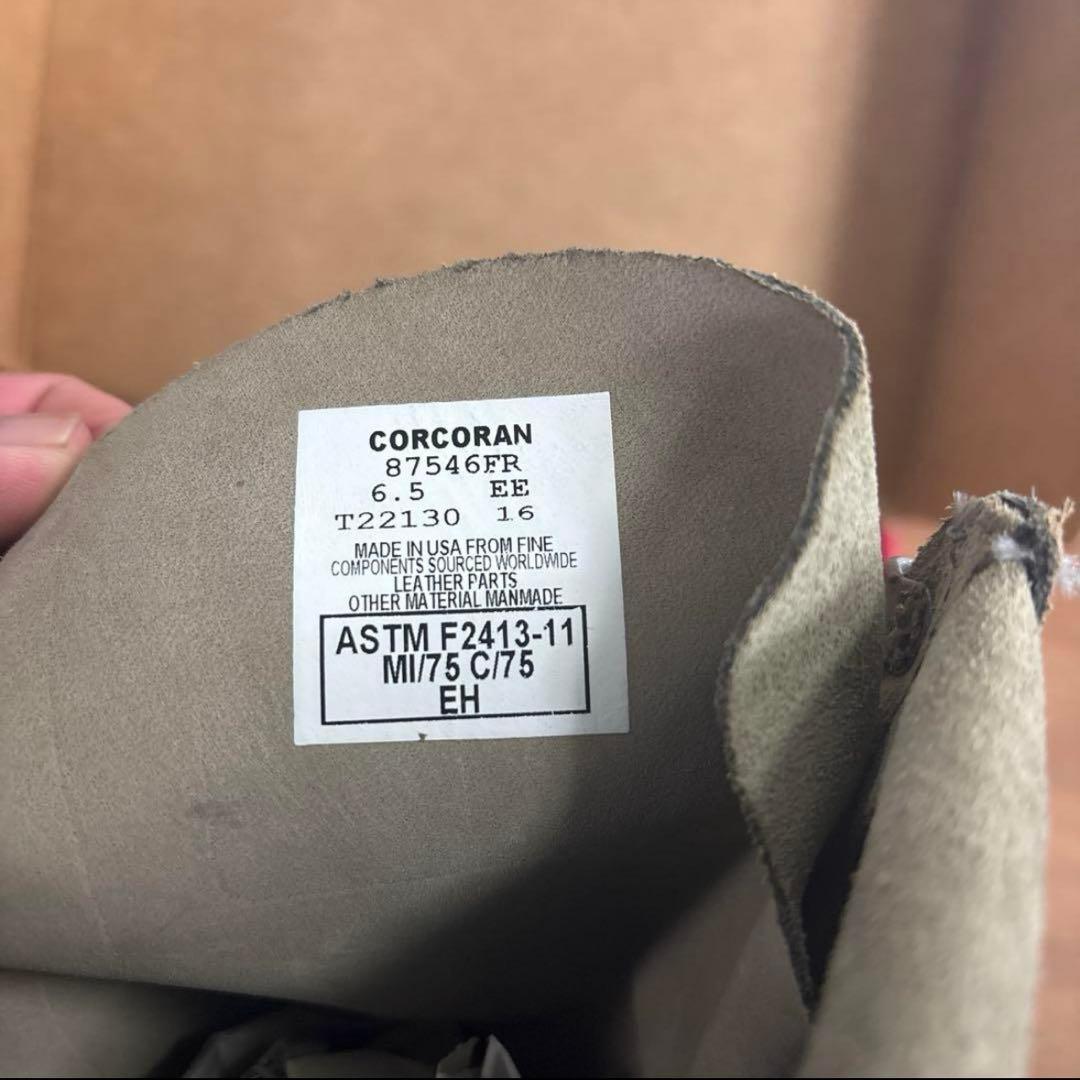 CORCORAN
87546FR
6.5 EE
T22130 16
MADE IN USA FROM FINE
COMPONENTS SOURCED WORLDWIDE
LEATHER PARTS
OTHER MATERIAL MANMADE
ASTM F2413-11
MI/75 C/75
EH